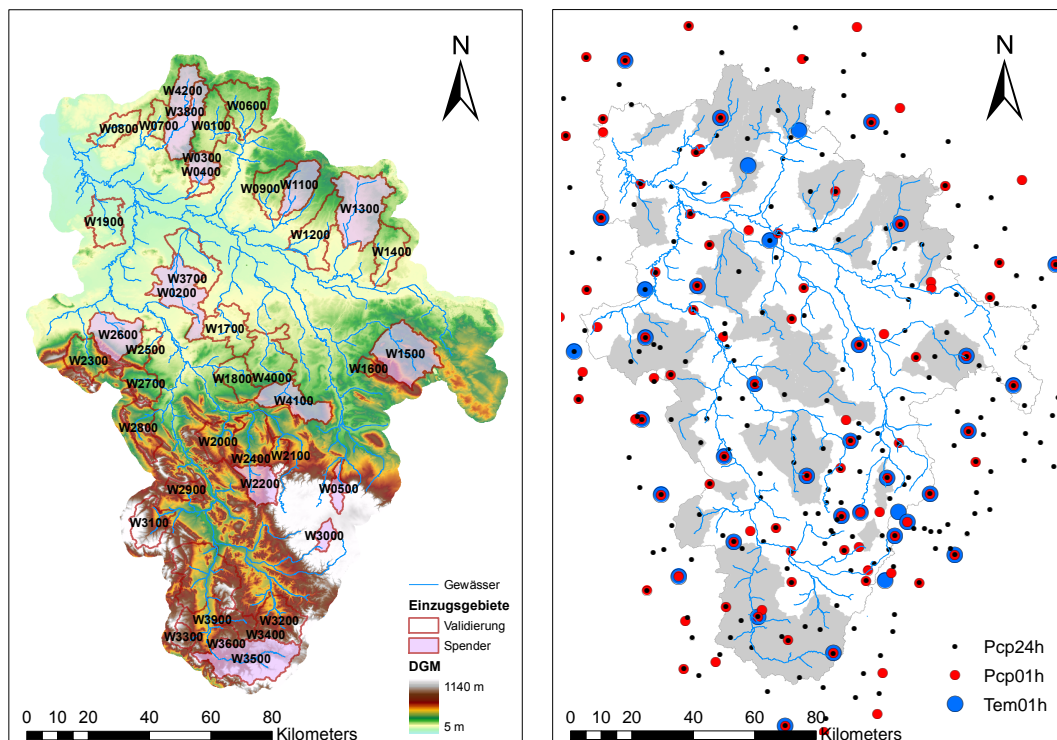 N
W4200
W3800
W0600
W0700
W0800
W0100
W0300
W0400
W0900
W1100
W1300
W1900
W1200
W1400
W3700
W0200
W1700
W2600
W2500
W2300
W1500
W1600
W2700
W1800
W4000
W4100
W2800
W2000
W2400
W2100
W2200
W0500
W2900
W3100
W3000
W3900
W3200
W3300
W3400
W3600
W3500
Gewässer
Einzugsgebiete
Validierung
Spender
DGM
1140 m
5 m
0 20 40 60 80
Kilometers
N
Pcp24h
Pcp01h
Tem01h
0 20 40 60 80
Kilometers